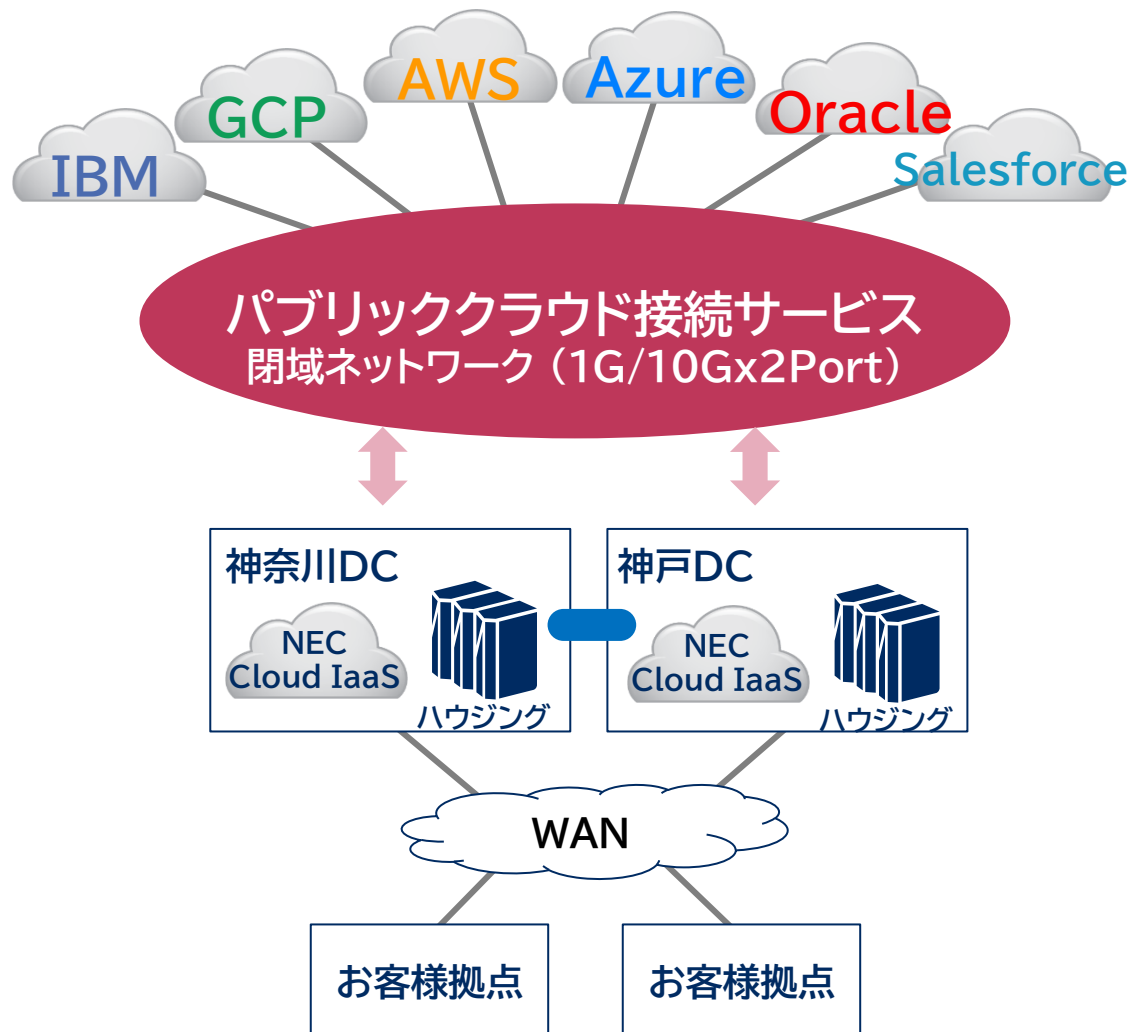 IBM
GCP
AWS
Azure
Oracle
Salesforce
パブリッククラウド接続サービス
閉域ネットワーク（1G/10Gx2Port）
神奈川DC
NEC
Cloud IaaS
ハウジング
神戸DC
NEC
Cloud IaaS
ハウジング
WAN
お客様拠点
お客様拠点